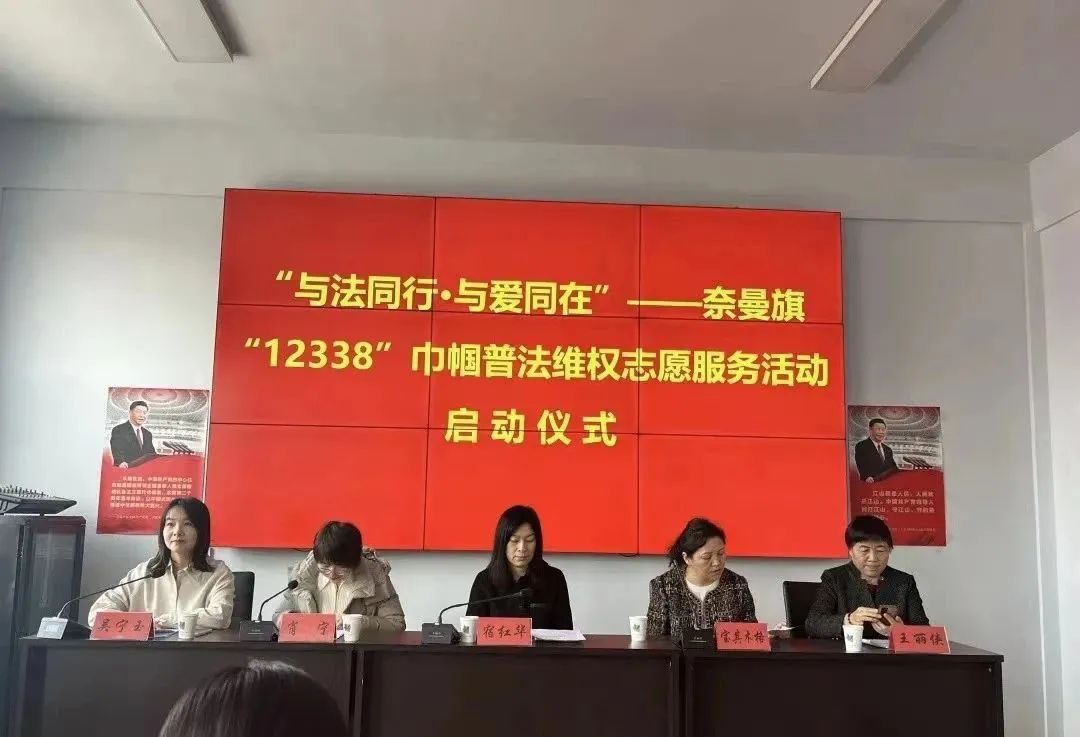 “与法同行•与爱同在”——奈曼旗
“12338”巾帼普法维权志愿服务活动
启动仪式
吴宁玉
肖宁
宿红华
宝其木格
王丽侠